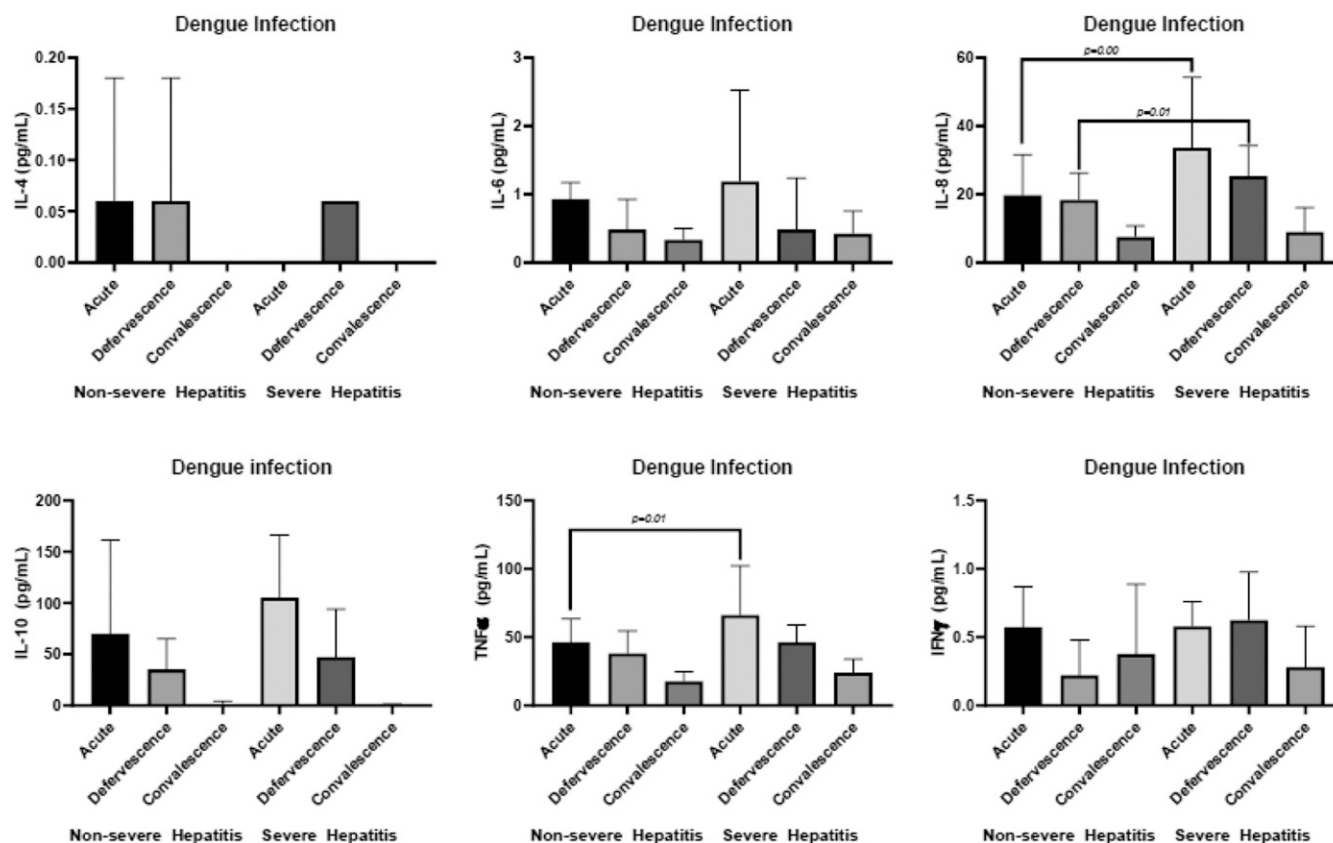 Dengue Infection
IL-4 (pg/mL)
0.20
0.15
0.10
0.05
0.00
Acute
Defervescence
Convalescence
Acute
Defervescence
Convalescence
Non-severe Hepatitis Severe Hepatitis
Dengue Infection
IL-6 (pg/mL)
3
2
1
0
Acute
Defervescence
Convalescence
Acute
Defervescence
Convalescence
Non-severe Hepatitis Severe Hepatitis
Dengue Infection
IL-8 (pg/mL)
60
40
20
0
p=0.00
p=0.01
Acute
Defervescence
Convalescence
Acute
Defervescence
Convalescence
Non-severe Hepatitis Severe Hepatitis
Dengue infection
IL-10 (pg/mL)
200
150
100
50
0
Acute
Defervescence
Convalescence
Acute
Defervescence
Convalescence
Non-severe Hepatitis Severe Hepatitis
Dengue Infection
(pg/mL)
150
100
50
0
p=0.01
Acute
Defervescence
Convalescence
Acute
Defervescence
Convalescence
Non-severe Hepatitis Severe Hepatitis
Dengue Infection
(pg/mL)
1.5
1.0
0.5
0.0
Acute
Defervescence
Convalescence
Acute
Defervescence
Convalescence
Non-severe Hepatitis Severe Hepatitis